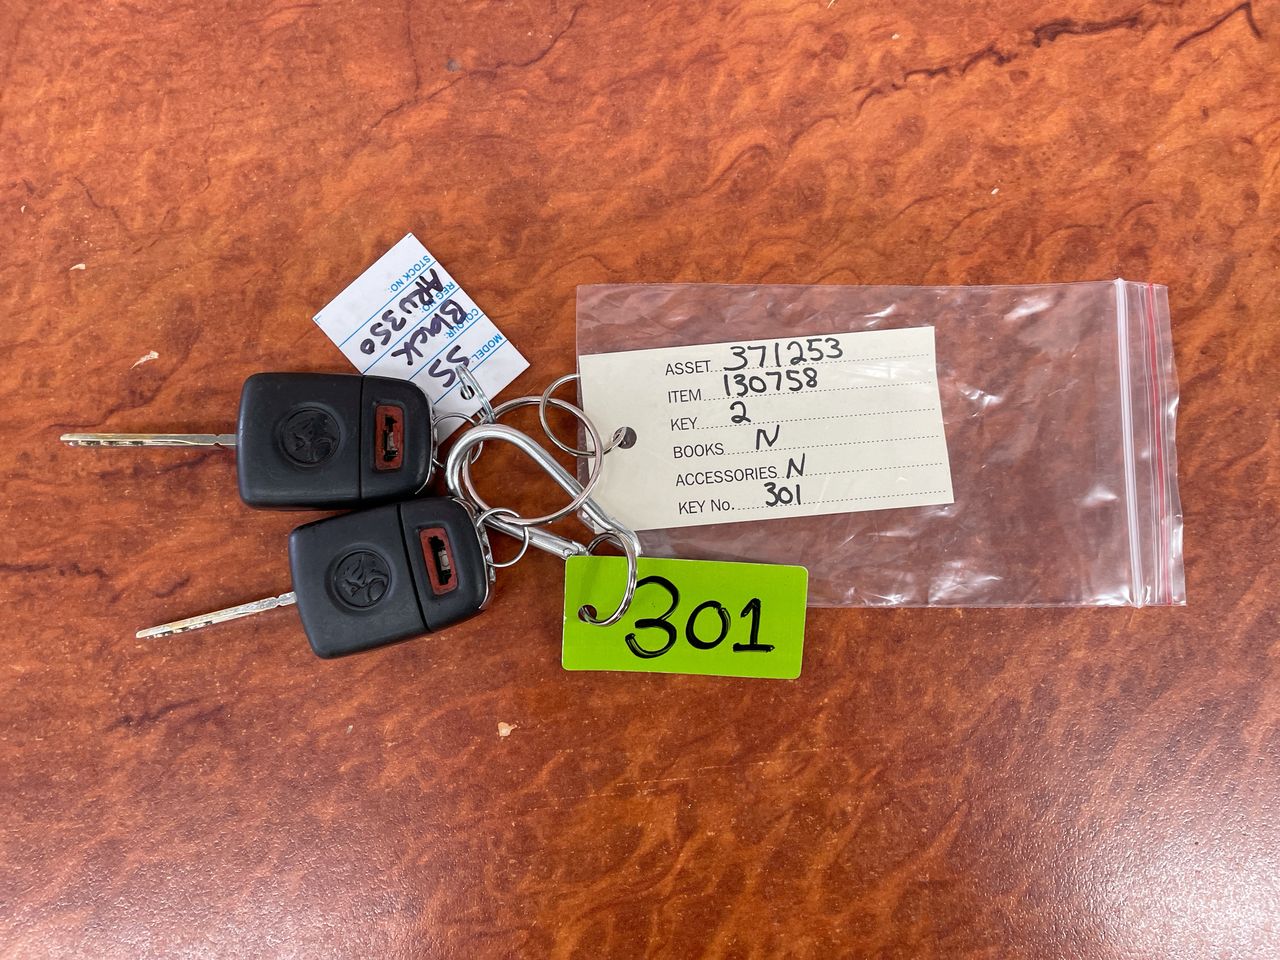 STOCK NO:
REG NO: ARW350
COLOUR: Black
MODEL: SS
ASSET 371253
ITEM 130758
KEY 2
BOOKS N
ACCESSORIES N
KEY No. 301
301